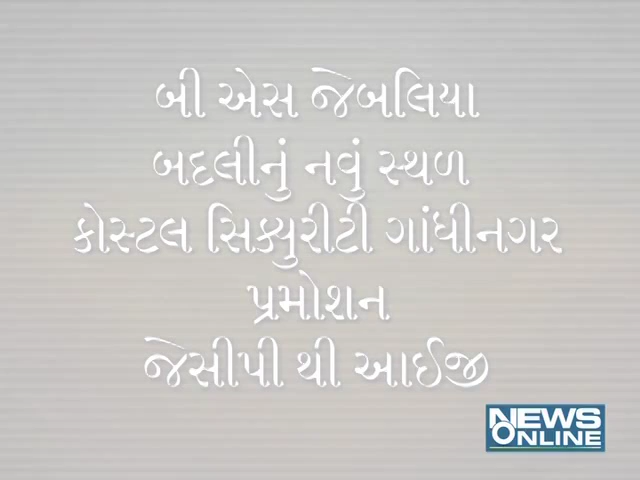 બી એસ જેબલિયા
બદલીનું નવું સ્થળ
કોસ્ટલ સિક્યુરીટી ગાંધીનગર
પ્રમોશન
જેસીપી થી આઈજી
NEWS
ONLINE